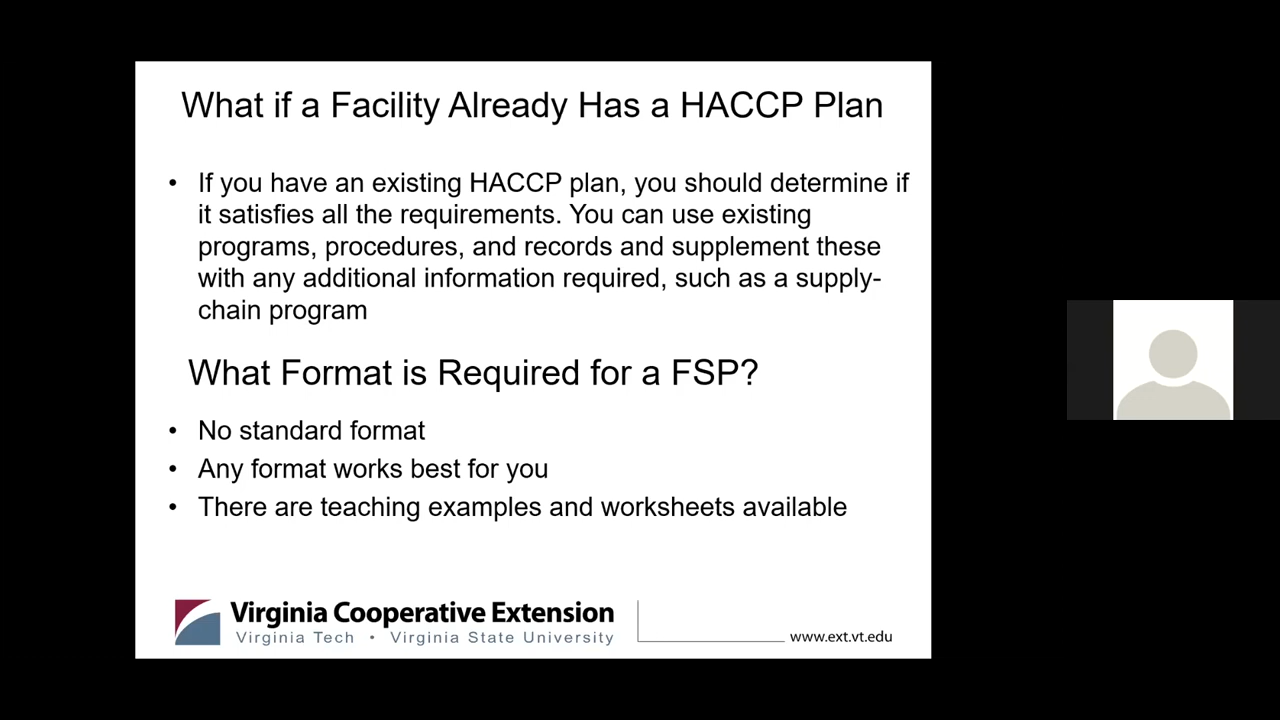 What if a Facility Already Has a HACCP Plan
• If you have an existing HACCP plan, you should determine if
it satisfies all the requirements. You can use existing
programs, procedures, and records and supplement these
with any additional information required, such as a supply-
chain program
What Format is Required for a FSP?
• No standard format
• Any format works best for you
• There are teaching examples and worksheets available
Virginia Cooperative Extension
Virginia Tech • Virginia State University
www.ext.vt.edu